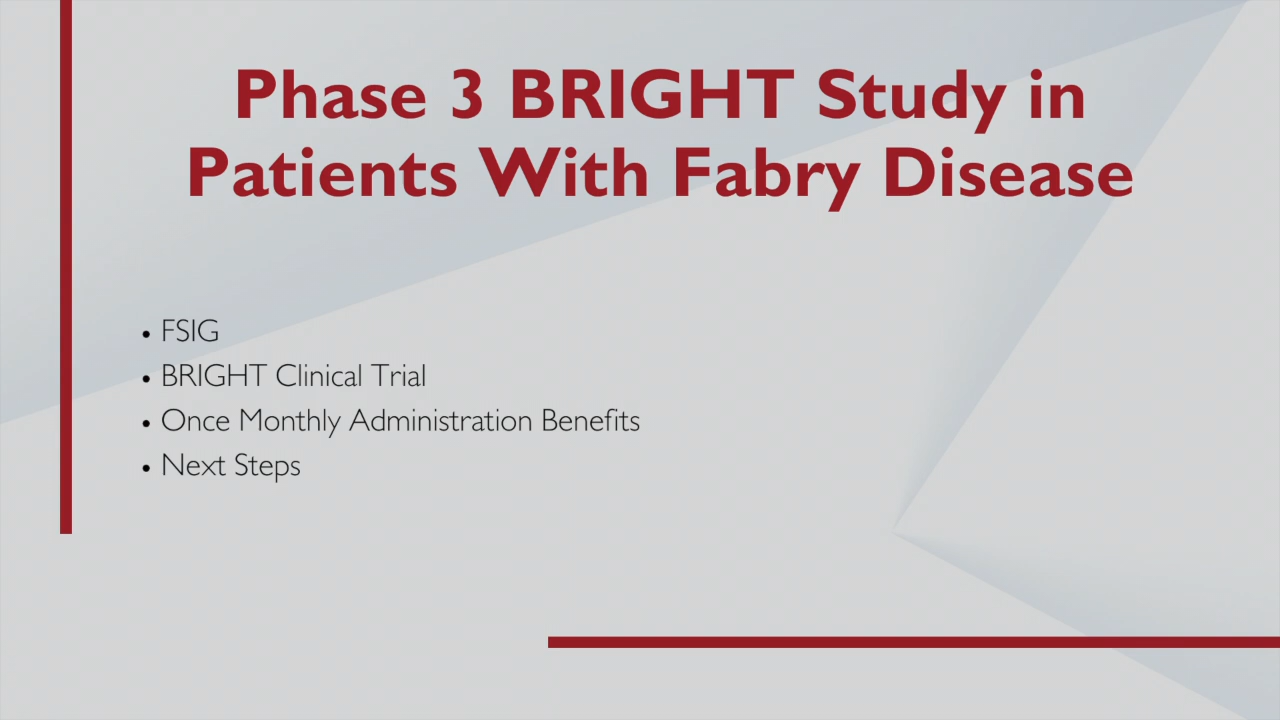 Phase 3 BRIGHT Study in
Patients With Fabry Disease
• FSIG
• BRIGHT Clinical Trial
• Once Monthly Administration Benefits
• Next Steps